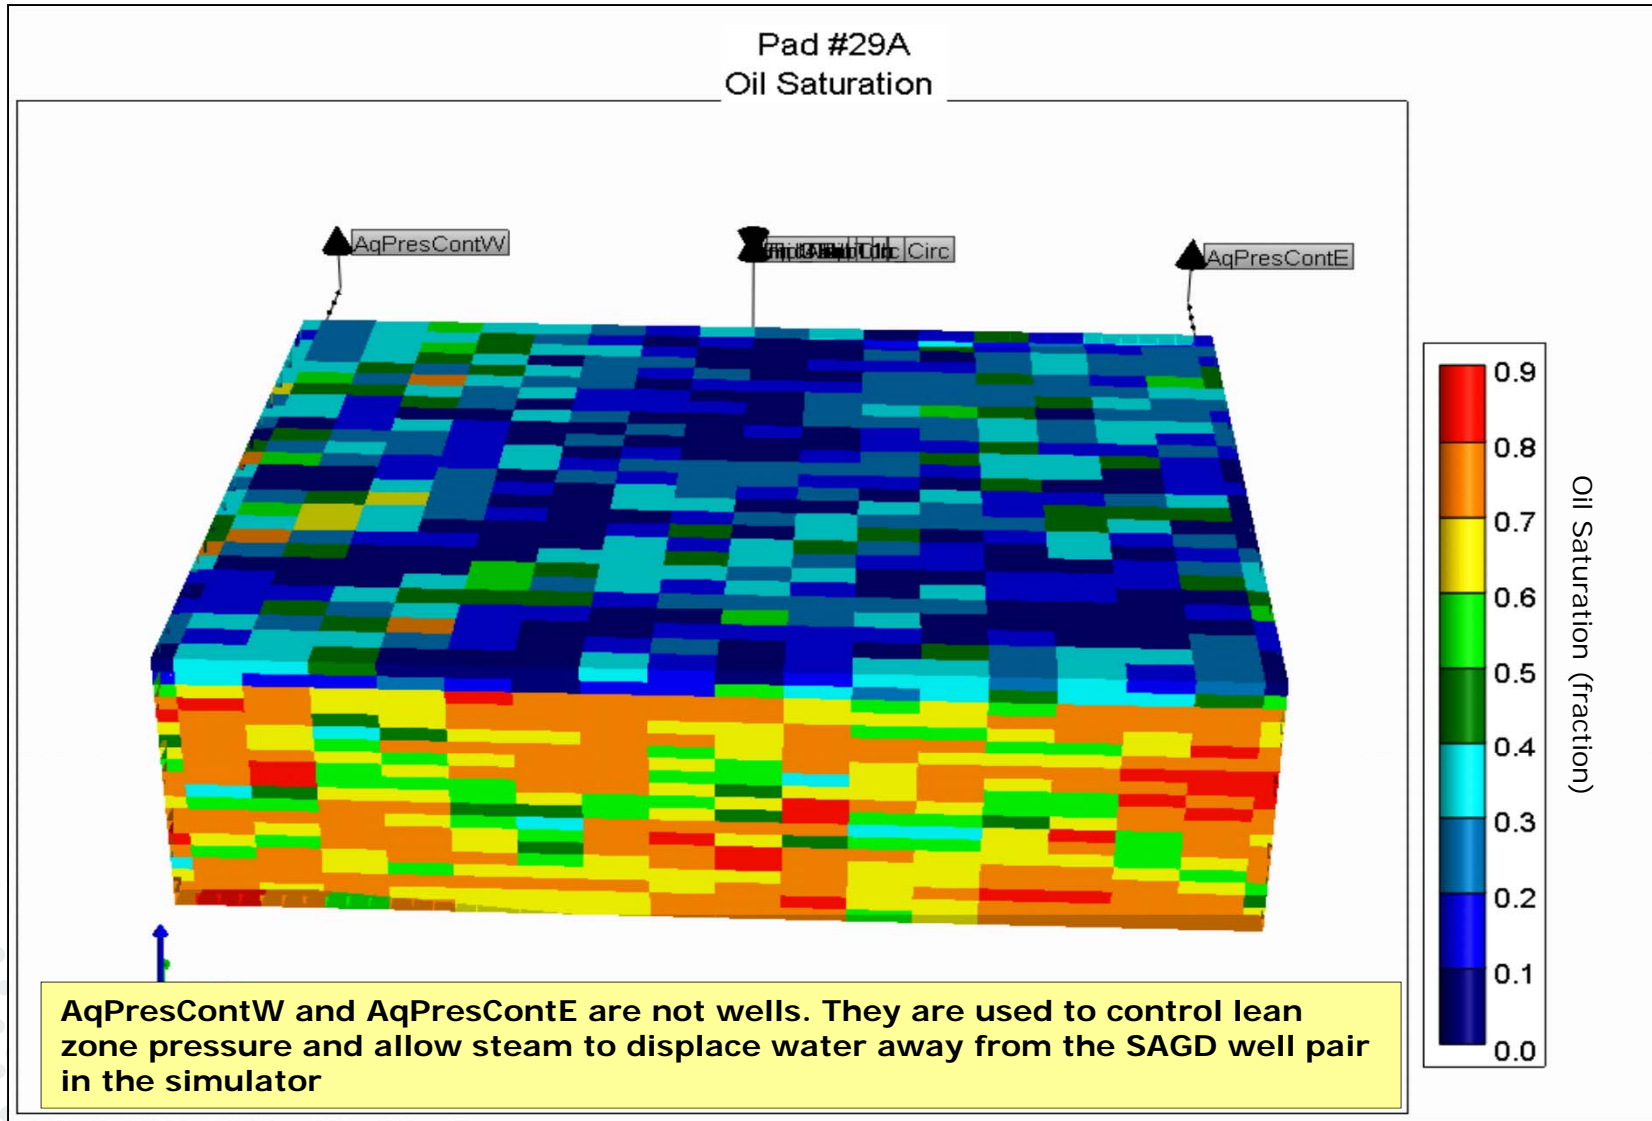 Pad #29A
Oil Saturation
AqPresContW
Circ
AqPresContE
0.9
0.8
0.7
0.6
0.5
0.4
0.3
0.2
0.1
0.0
Oil Saturation (fraction)
AqPresContW and AqPresContE are not wells. They are used to control lean
zone pressure and allow steam to displace water away from the SAGD well pair
in the simulator